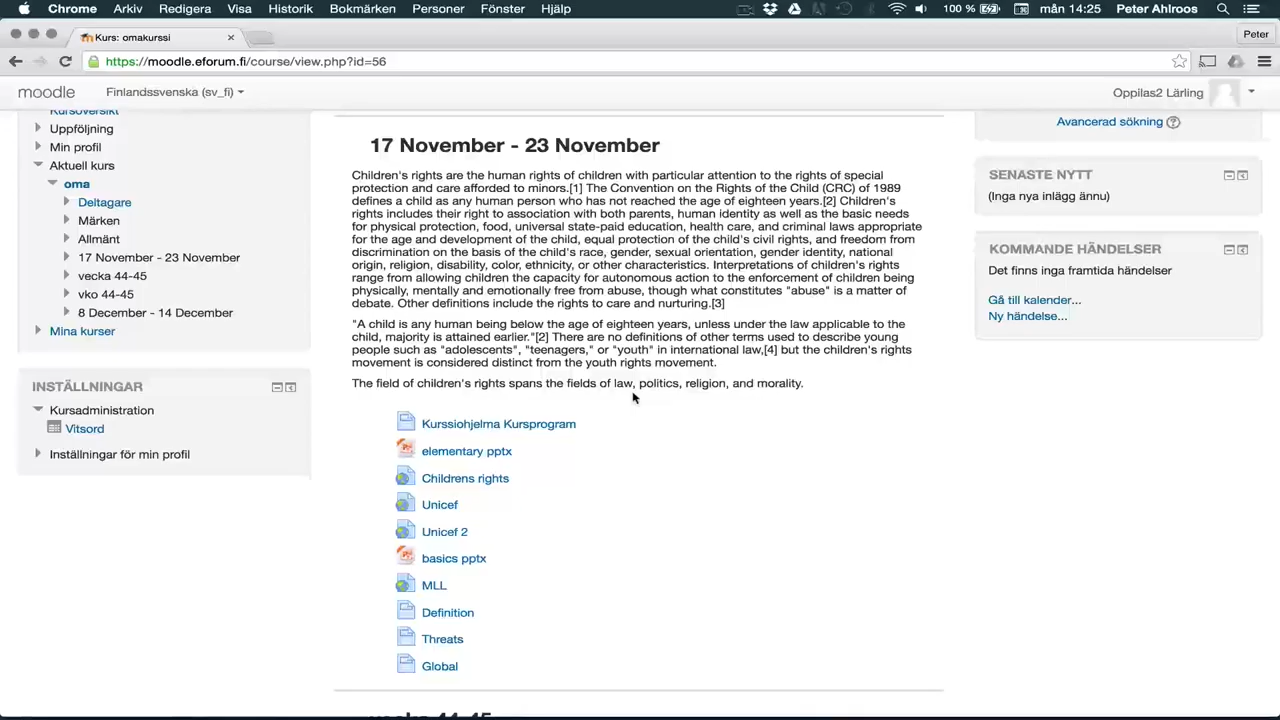 Chrome Arkiv Redigera Visa Historik Bokmärken Personer Fönster Hjälp 100 % mån 14:25 Peter Ahlroos
Kurs: omakurssi
Peter
https://moodle.eforum.fi/course/view.php?id=56
moodle Finlandssvenska (sv_fi) Oppilas2 Lärling
Kursöversikt
Uppföljning
Min profil
Aktuell kurs
oma
Deltagare
Märken
Allmänt
17 November - 23 November
vecka 44-45
vko 44-45
8 December - 14 December
Mina kurser
INSTÄLLNINGAR
Kursadministration
Vitsord
Inställningar för min profil
17 November - 23 November
Children's rights are the human rights of children with particular attention to the rights of special
protection and care afforded to minors.[1] The Convention on the Rights of the Child (CRC) of 1989
defines a child as any human person who has not reached the age of eighteen years.[2] Children's
rights includes their right to association with both parents, human identity as well as the basic needs
for physical protection, food, universal state-paid education, health care, and criminal laws appropriate
for the age and development of the child, equal protection of the child's civil rights, and freedom from
discrimination on the basis of the child's race, gender, sexual orientation, gender identity, national
origin, religion, disability, color, ethnicity, or other characteristics. Interpretations of children's rights
range from allowing children the capacity for autonomous action to the enforcement of children being
physically, mentally and emotionally free from abuse, though what constitutes "abuse" is a matter of
debate. Other definitions include the rights to care and nurturing.[3]
"A child is any human being below the age of eighteen years, unless under the law applicable to the
child, majority is attained earlier."[2] There are no definitions of other terms used to describe young
people such as "adolescents", "teenagers," or "youth" in international law,[4] but the children's rights
movement is considered distinct from the youth rights movement.
The field of children's rights spans the fields of law, politics, religion, and morality.
Kurssiohjelma Kursprogram
elementary pptx
Childrens rights
Unicef
Unicef 2
basics pptx
MLL
Definition
Threats
Global
vecka 44-45
Avancerad sökning
SENASTE NYTT
(Inga nya inlägg ännu)
KOMMANDE HÄNDELSER
Det finns inga framtida händelser
Gå till kalender...
Ny händelse...